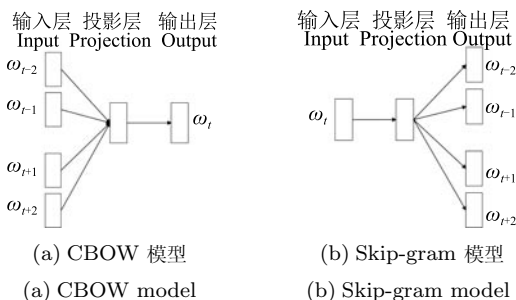 输入层 投影层 输出层
Input Projection Output
ω_{t−2}
ω_{t−1}
ω_{t+1}
ω_{t+2}
ω_t
(a) CBOW 模型
(a) CBOW model
输入层 投影层 输出层
Input Projection Output
ω_t
ω_{t−2}
ω_{t−1}
ω_{t+1}
ω_{t+2}
(b) Skip-gram 模型
(b) Skip-gram model